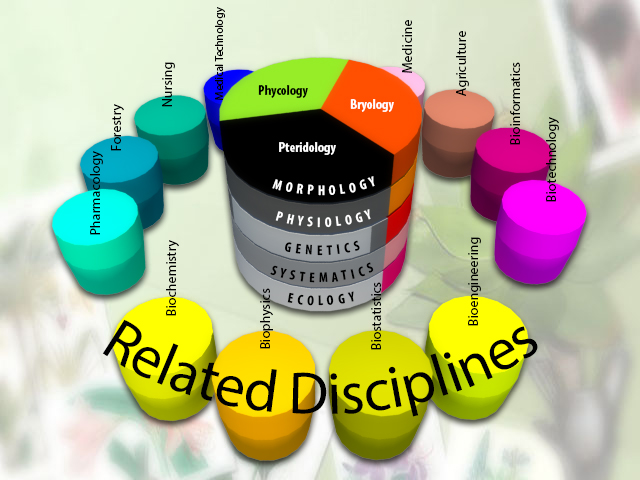 Medical Technology
Medicine
Nursing
Agriculture
Phycology
Bryology
Forestry
Bioinformatics
Pteridology
Pharmacology
Biotechnology
MORPHOLOGY
PHYSIOLOGY
GENETICS
SYSTEMATICS
ECOLOGY
Biochemistry
Biophysics
Biostatistics
Bioengineering
Related Disciplines